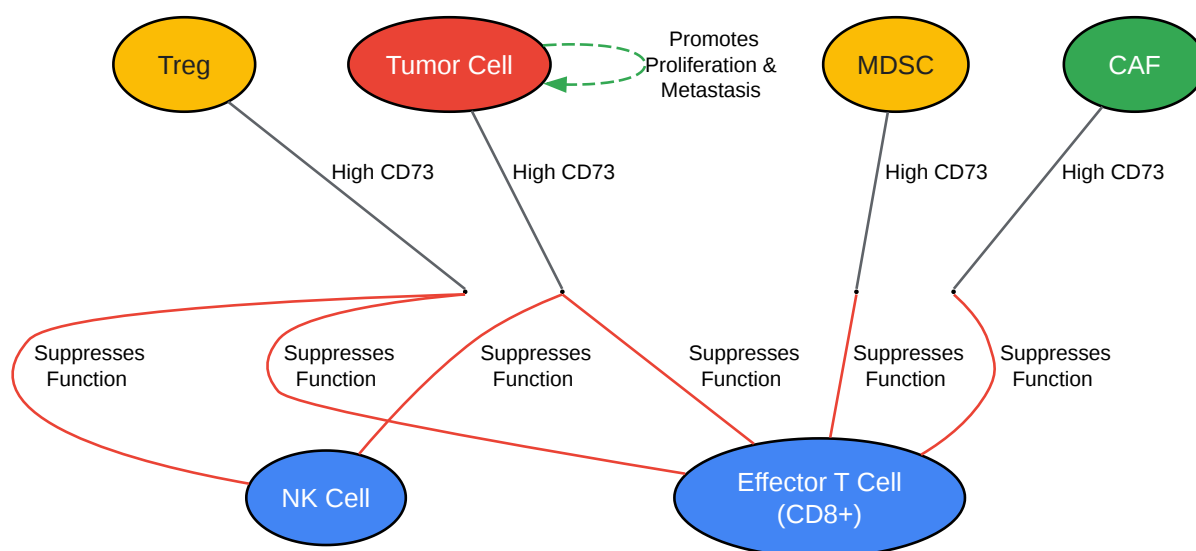 Treg
Tumor Cell
Promotes
Proliferation &
Metastasis
MDSC
CAF
High CD73
High CD73
High CD73
High CD73
Suppresses
Function
Suppresses
Function
Suppresses
Function
Suppresses
Function
Suppresses
Function
Suppresses
Function
NK Cell
Effector T Cell
(CD8+)